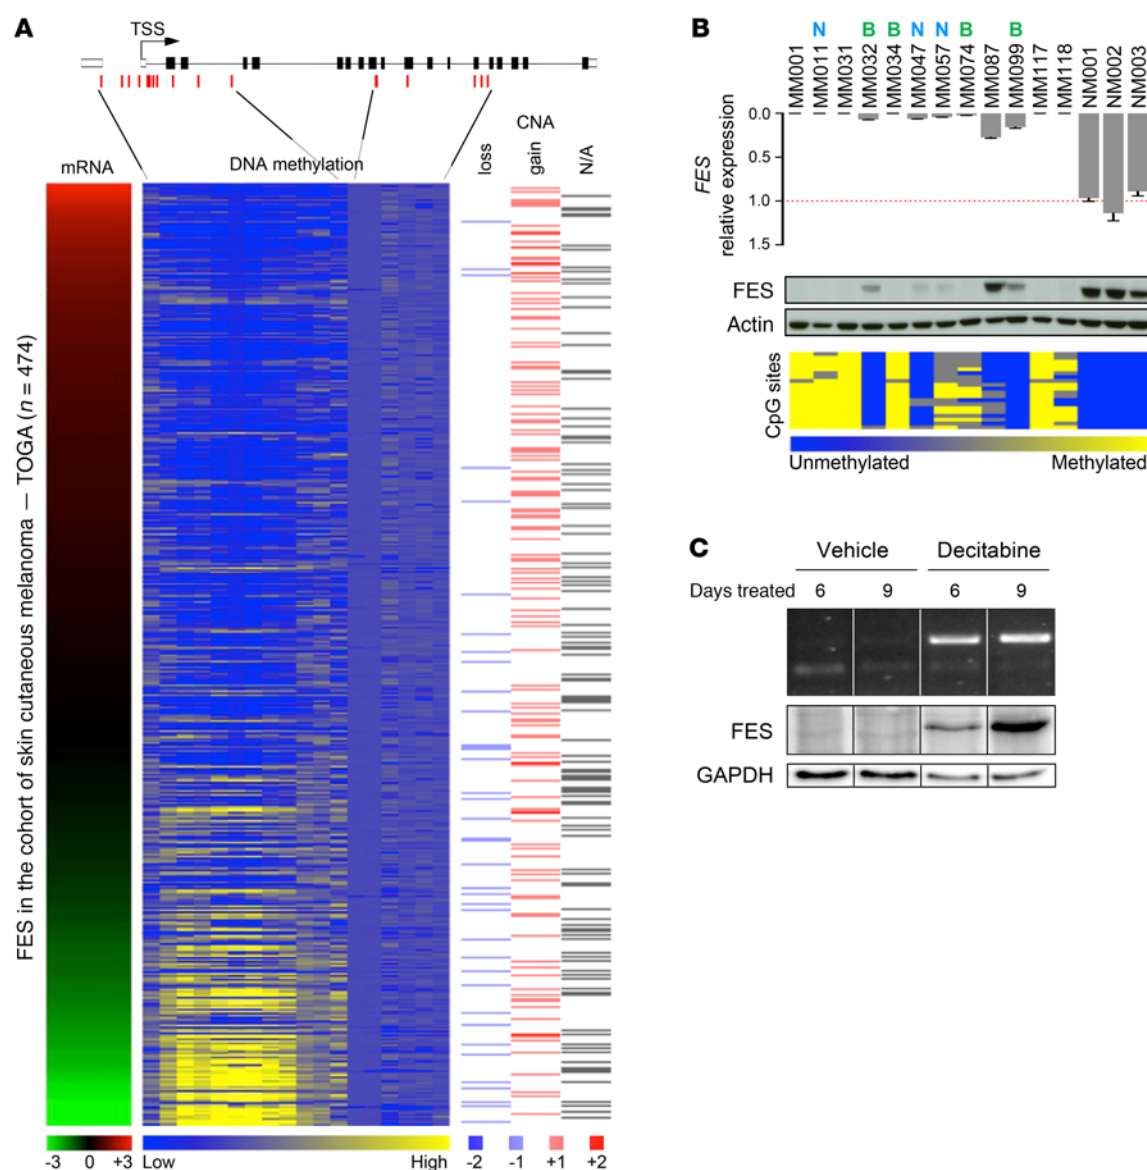 A
TSS
mRNA
DNA methylation
CNA
loss
gain
N/A
FES in the cohort of skin cutaneous melanoma — TOGA (n = 474)
-3 0 +3
Low High
-2 -1 +1 +2
B
N B B N N B B
MM001 MM011 MM031 MM032 MM034 MM047 MM057 MM074 MM087 MM099 MM117 MM118 NM001 NM002 NM003
FES
relative expression
0.0
0.5
1.0
1.5
FES
Actin
CpG sites
Unmethylated Methylated
C
Vehicle Decitabine
Days treated 6 9 6 9
FES
GAPDH